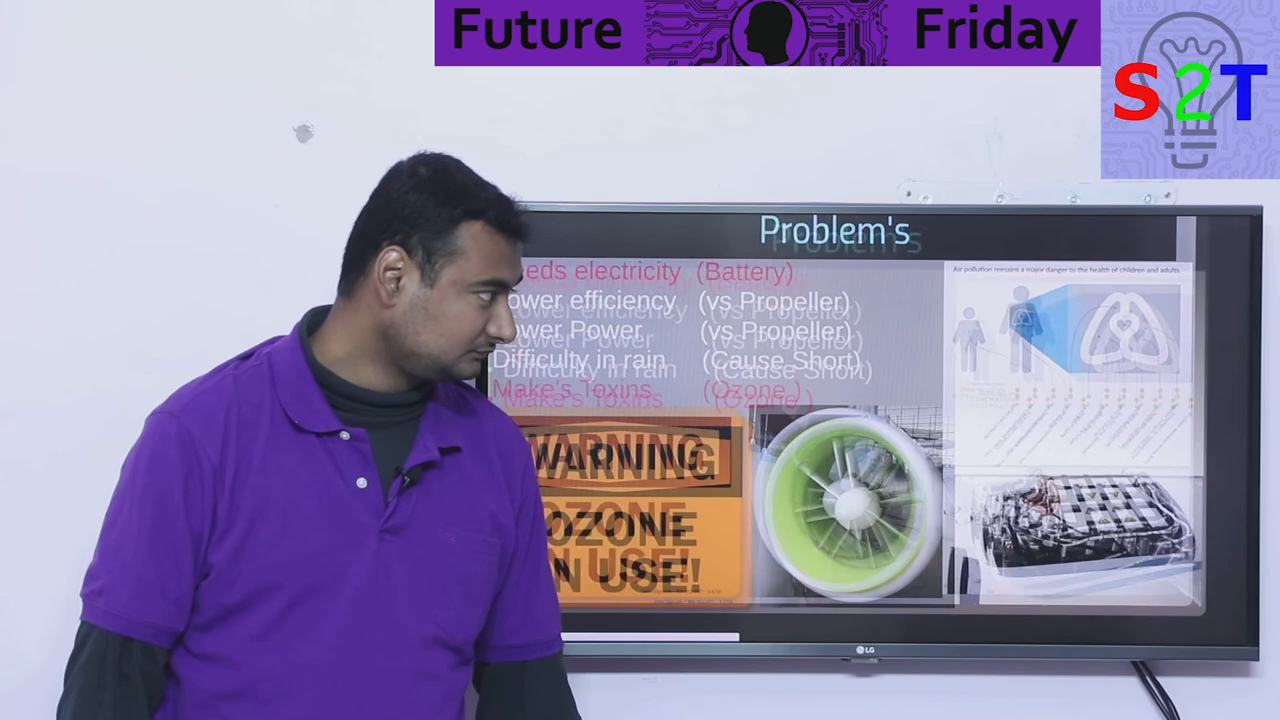 Future Friday
S2T
Problem's
eds electricity (Battery)
ower efficiency (vs Propeller)
ower Power (vs Propeller)
Difficulty in rain (Cause Short)
Make's Toxins (Ozone )
Air pollution remains a major danger to the health of children and adults
WARNING
OZONE
N USE!
LG